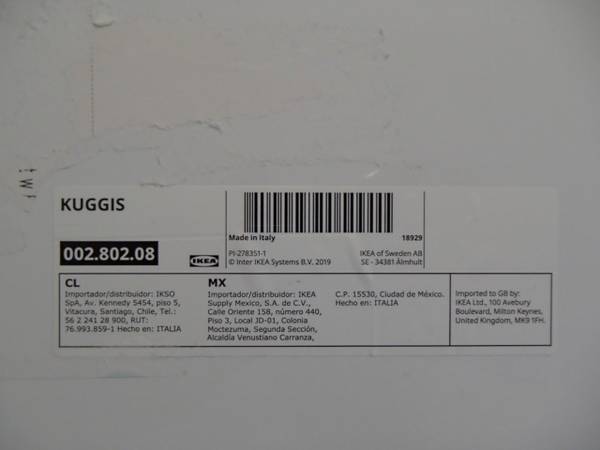 KUGGIS
002.802.08
IKEA
Made in Italy 18929
PI-278351-1
© Inter IKEA Systems B.V. 2019
IKEA of Sweden AB
SE - 34381 Älmhult
CL
Importador/distribuidor: IKSO
SpA, Av. Kennedy 5454, piso 5,
Vitacura, Santiago, Chile, Tel.:
56 2 241 28 900, RUT:
76.993.859-1 Hecho en: ITALIA
MX
Importador/distribuidor: IKEA
Supply Mexico, S.A. de C.V.,
Calle Oriente 158, número 440,
Piso 3, Local JD-01, Colonia
Moctezuma, Segunda Sección,
Alcaldía Venustiano Carranza,
C.P. 15530, Ciudad de México.
Hecho en: ITALIA
Imported to GB by:
IKEA Ltd., 100 Avebury
Boulevard, Milton Keynes,
United Kingdom, MK9 1FH.